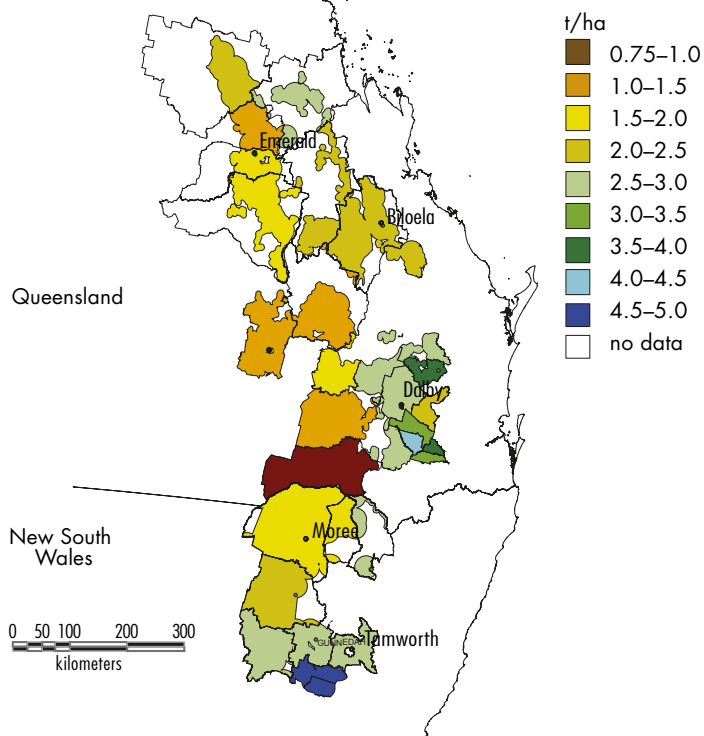 t/ha
0.75–1.0
1.0–1.5
1.5–2.0
2.0–2.5
2.5–3.0
3.0–3.5
3.5–4.0
4.0–4.5
4.5–5.0
no data
Emerald
Biloela
Queensland
Dalby
Moree
New South
Wales
GUNNEDAH
Tamworth
0 50 100 200 300
kilometers